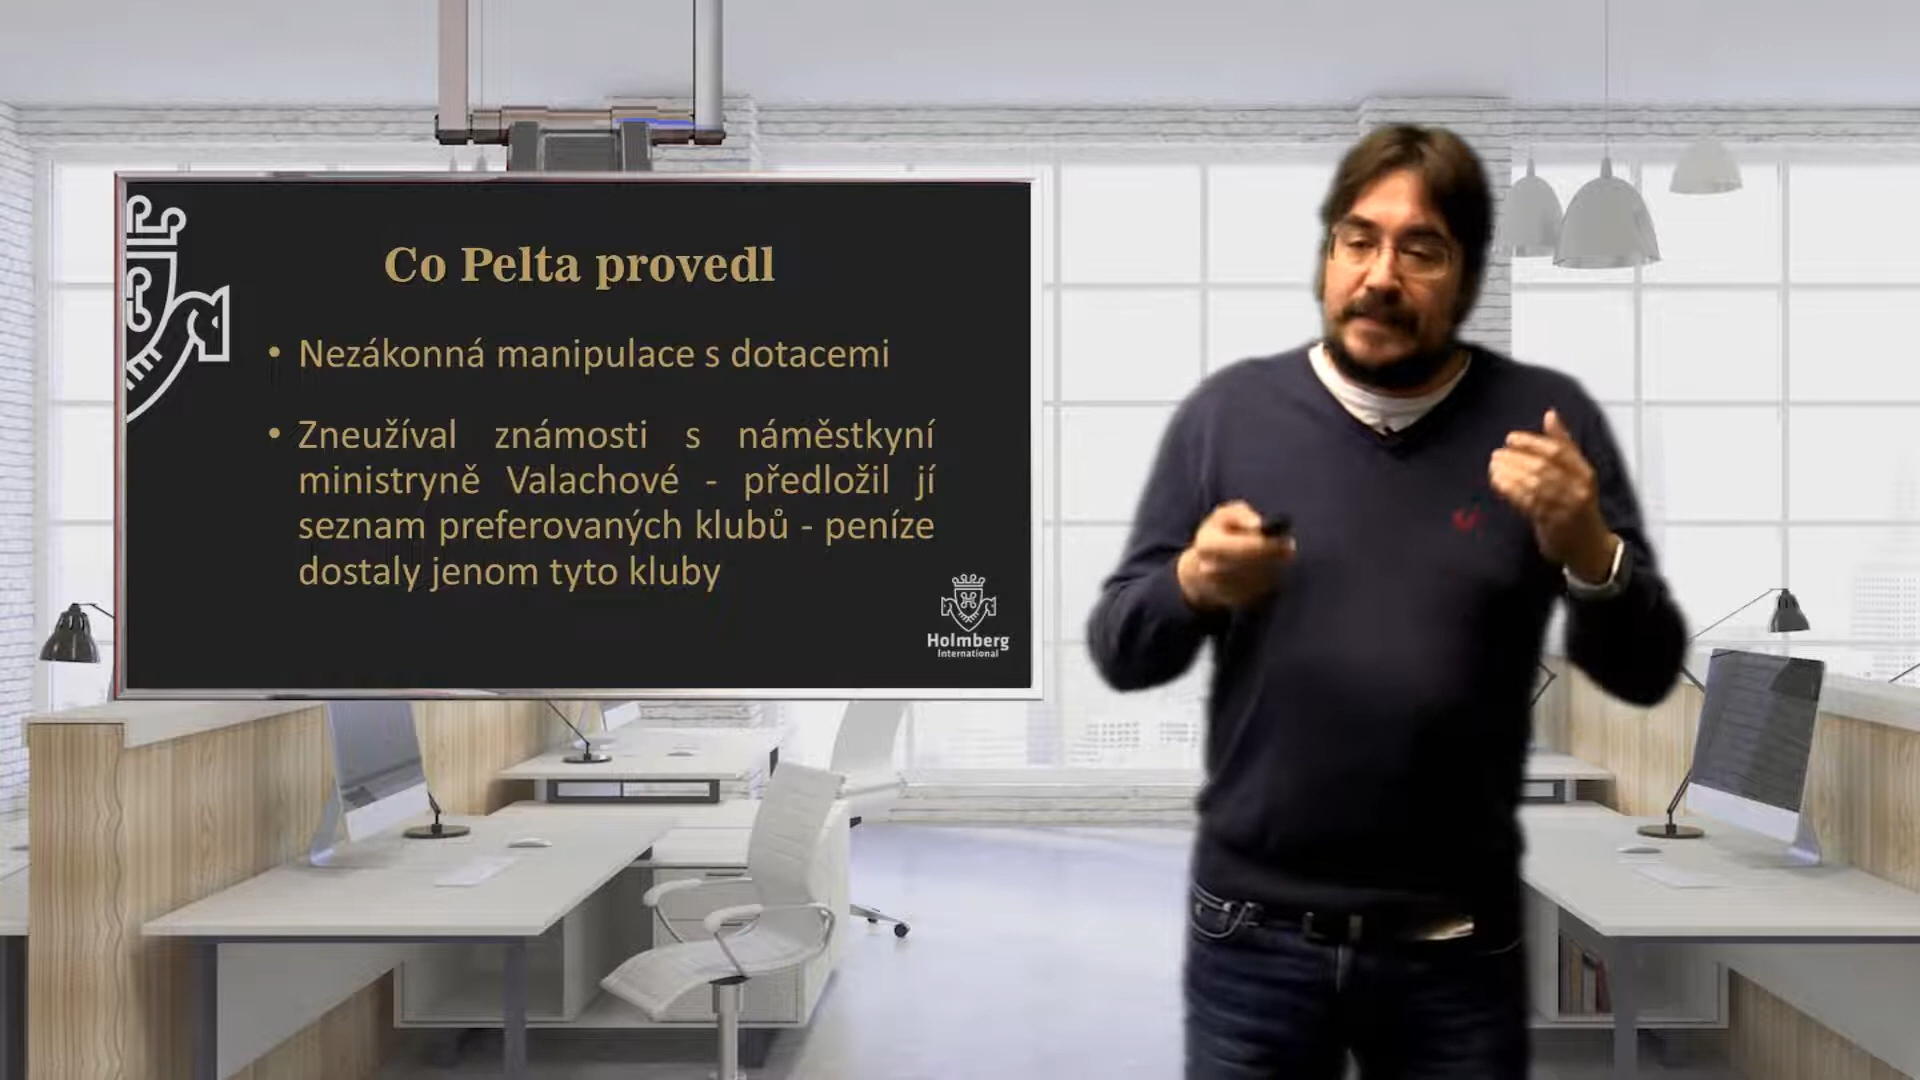 Co Pelta provedl
• Nezákonná manipulace s dotacemi
• Zneužíval známosti s náměstkyní
ministryně Valachové - předložil jí
seznam preferovaných klubů - peníze
dostaly jenom tyto kluby
Holmberg
International